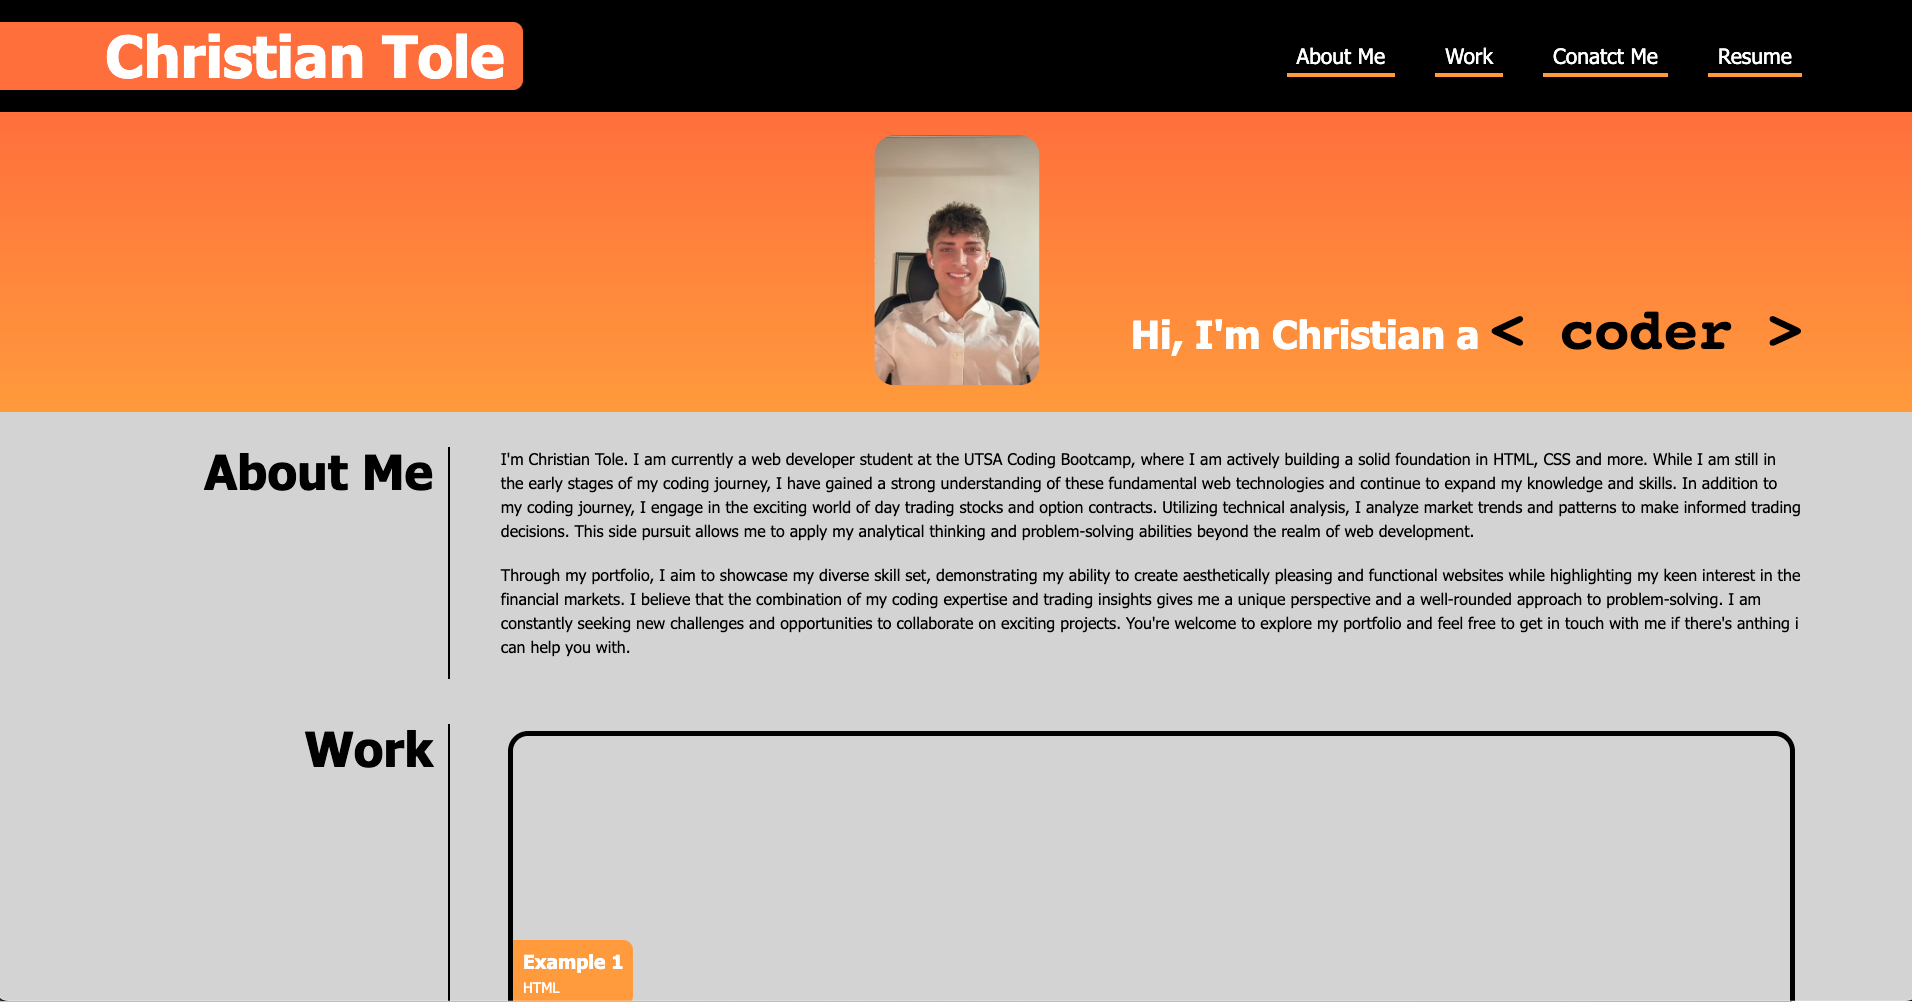 Christian Tole
About Me Work Conatct Me Resume
Hi, I'm Christian a < coder >
About Me
I'm Christian Tole. I am currently a web developer student at the UTSA Coding Bootcamp, where I am actively building a solid foundation in HTML, CSS and more. While I am still in
the early stages of my coding journey, I have gained a strong understanding of these fundamental web technologies and continue to expand my knowledge and skills. In addition to
my coding journey, I engage in the exciting world of day trading stocks and option contracts. Utilizing technical analysis, I analyze market trends and patterns to make informed trading
decisions. This side pursuit allows me to apply my analytical thinking and problem-solving abilities beyond the realm of web development.
Through my portfolio, I aim to showcase my diverse skill set, demonstrating my ability to create aesthetically pleasing and functional websites while highlighting my keen interest in the
financial markets. I believe that the combination of my coding expertise and trading insights gives me a unique perspective and a well-rounded approach to problem-solving. I am
constantly seeking new challenges and opportunities to collaborate on exciting projects. You're welcome to explore my portfolio and feel free to get in touch with me if there's anthing i
can help you with.
Work
Example 1
HTML